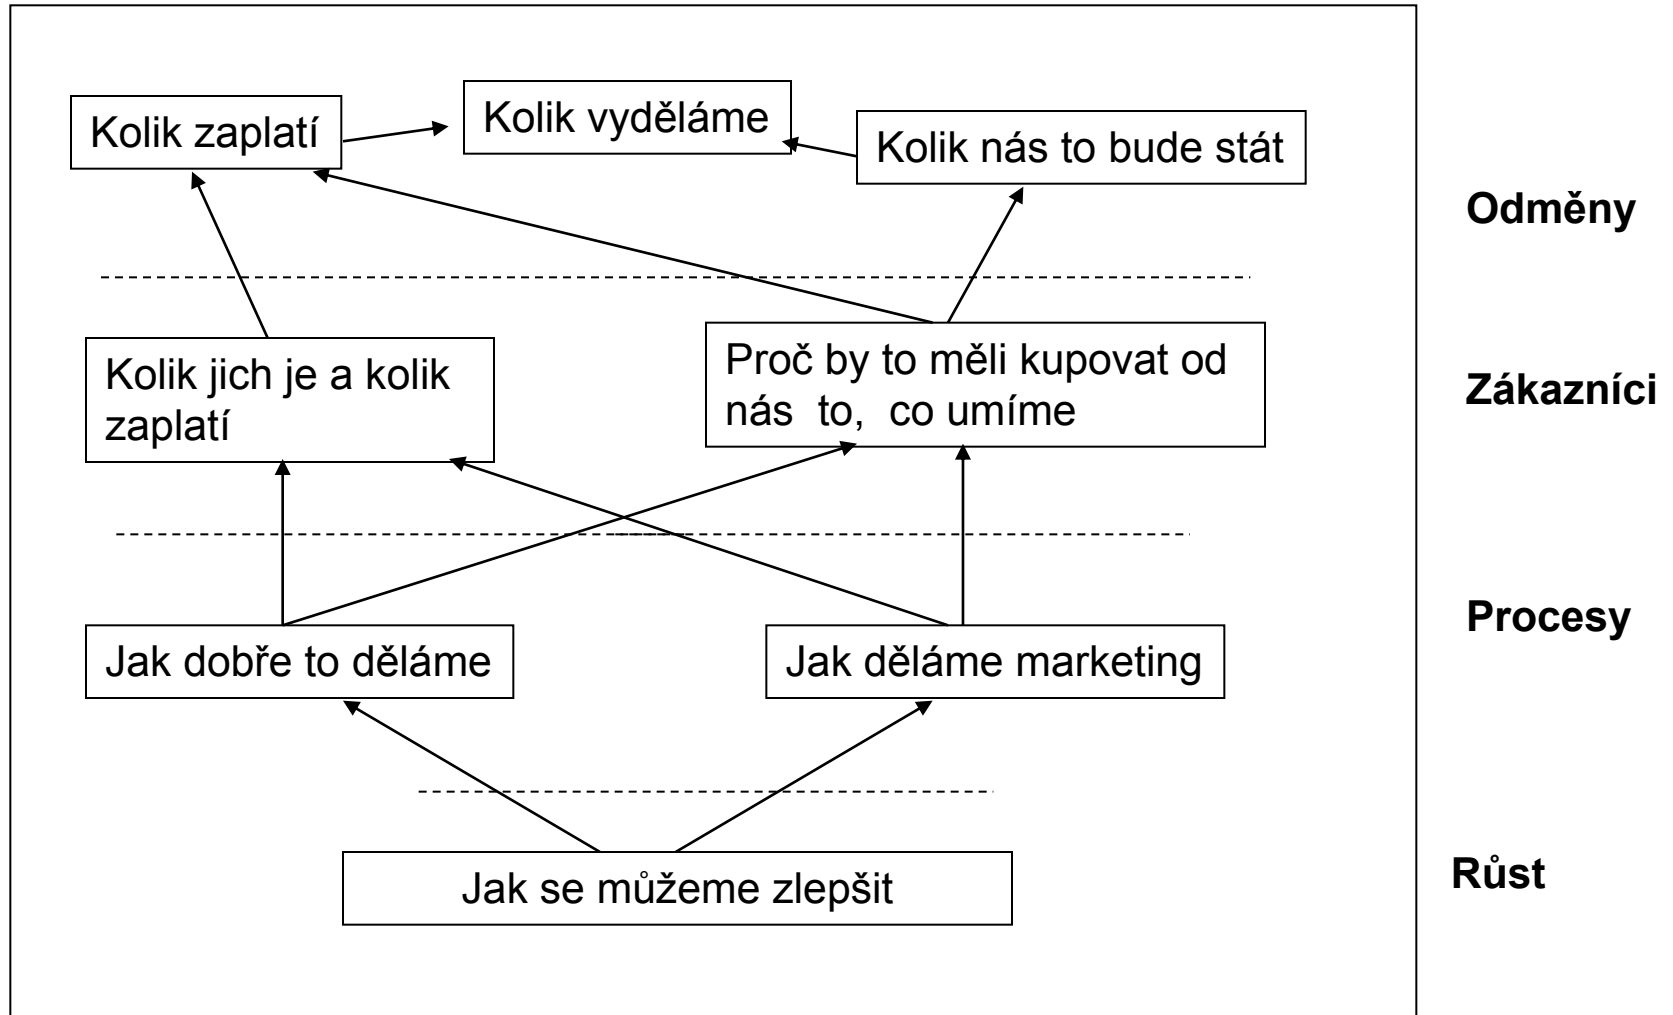 Kolik zaplatí
Kolik vyděláme
Kolik nás to bude stát
Odměny
Kolik jich je a kolik
zaplatí
Proč by to měli kupovat od
nás to, co umíme
Zákazníci
Jak dobře to děláme
Jak děláme marketing
Procesy
Jak se můžeme zlepšit
Růst